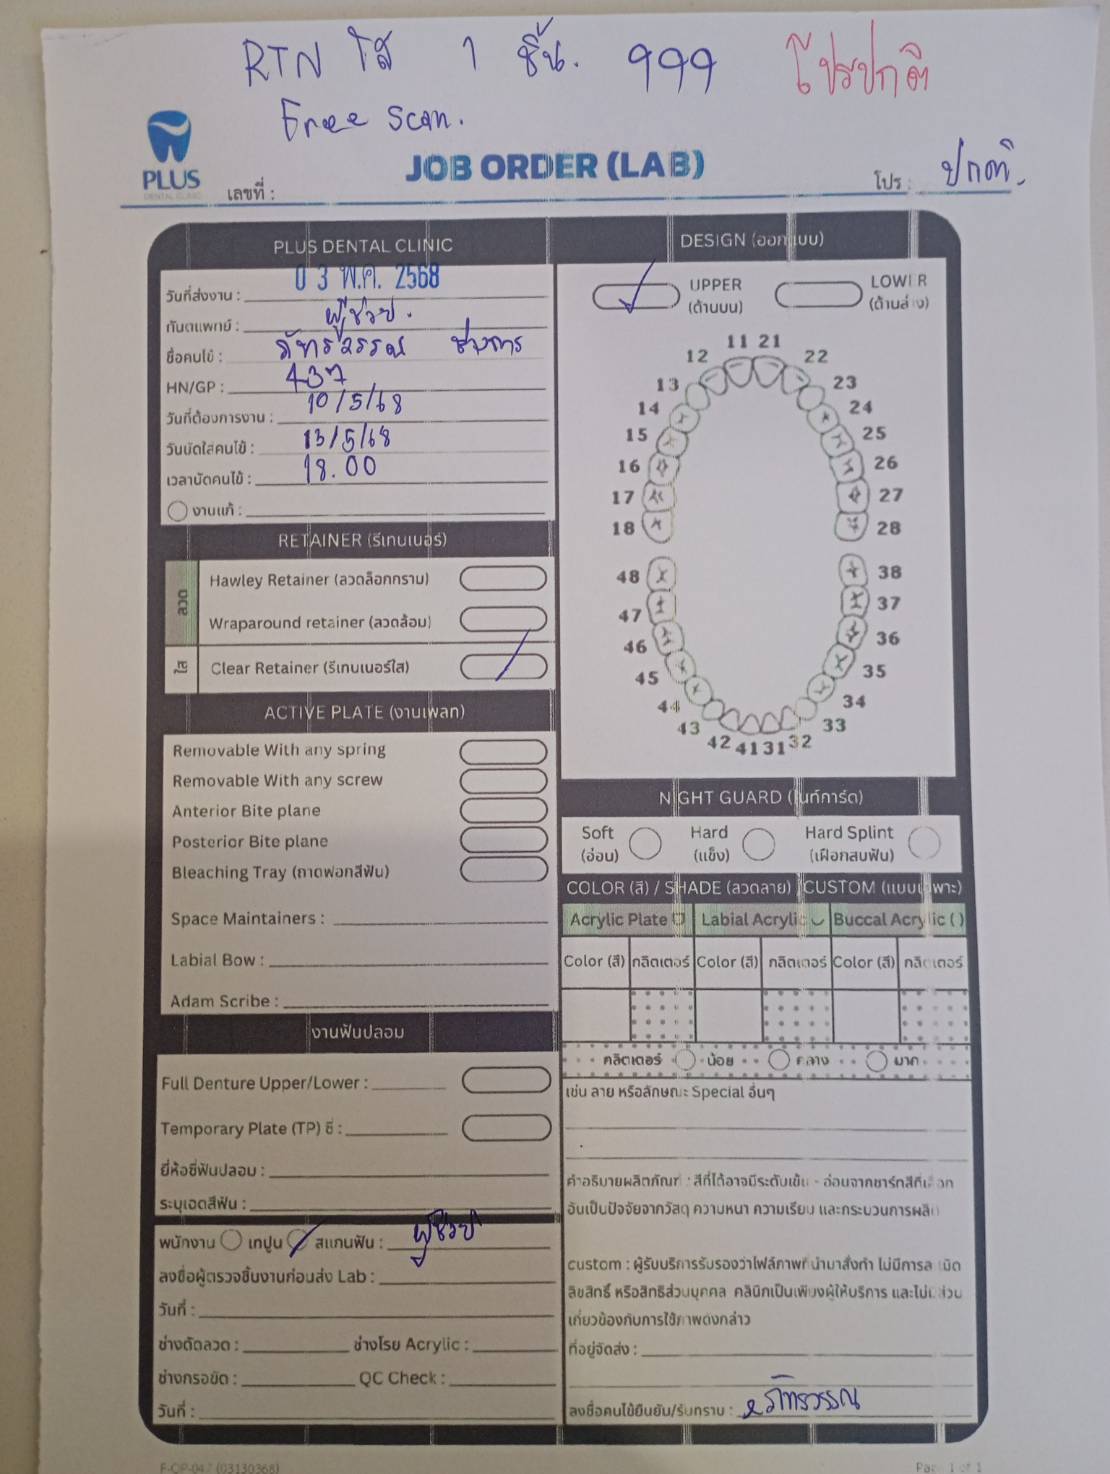 RTN ใส 1 ชิ้น. 999 โปรปกติ
Free Scan.
PLUS
DENTAL CLINIC
JOB ORDER (LAB)
เลขที่ :
โปร : ปกติ.
PLUS DENTAL CLINIC
วันที่ส่งงาน : 03 พ.ค. 2568
ทันตแพทย์ : ผู้ช่วย.
ชื่อคนไข้ : ภัทรวรรณ
HN/GP : 437
วันที่ต้องการงาน : 10/5/68
วันนัดใส่คนไข้ : 13/5/68
เวลานัดคนไข้ : 18.00
งานแก้ :
RETAINER (รีเทนเนอร์)
ลวด
Hawley Retainer (ลวดล็อกกราม)
Wraparound retainer (ลวดล้อม)
ใส
Clear Retainer (รีเทนเนอร์ใส)
ACTIVE PLATE (งานเพลท)
Removable With any spring
Removable With any screw
Anterior Bite plane
Posterior Bite plane
Bleaching Tray (ถาดฟอกสีฟัน)
Space Maintainers :
Labial Bow :
Adam Scribe :
งานฟันปลอม
Full Denture Upper/Lower :
Temporary Plate (TP) ซี่ :
ยี่ห้อซี่ฟันปลอม :
ระบุเฉดสีฟัน :
พนักงาน เทปูน สแกนฟัน : ผู้ช่วย
ลงชื่อผู้ตรวจชิ้นงานก่อนส่ง Lab :
วันที่ :
ช่างดัดลวด : ช่างโรย Acrylic :
ช่างกรอขัด : QC Check :
วันที่ :
DESIGN (ออกแบบ)
UPPER
(ด้านบน)
LOWER
(ด้านล่าง)
11 21
12 22
13 23
14 24
15 25
16 26
17 27
18 28
48 38
47 37
46 36
45 35
44 34
43 33
42 41 31 32
NIGHT GUARD (ไนท์การ์ด)
Soft
(อ่อน)
Hard
(แข็ง)
Hard Splint
(เฝือกสบฟัน)
COLOR (สี) / SHADE (ลวดลาย) / CUSTOM (แบบเฉพาะ)
Acrylic Plate Labial Acrylic Buccal Acrylic ( )
Color (สี) กลิตเตอร์ Color (สี) กลิตเตอร์ Color (สี) กลิตเตอร์
กลิตเตอร์ น้อย กลาง มาก
เช่น ลาย หรือลักษณะ Special อื่นๆ
คำอธิบายผลิตภัณฑ์ : สีที่ได้อาจมีระดับเข้ม - อ่อนจากชาร์ทสีที่เลือก
อันเป็นปัจจัยจากวัสดุ ความหนา ความเรียบ และกระบวนการผลิต
custom : ผู้รับบริการรับรองว่าไฟล์ภาพที่นำมาสั่งทำ ไม่มีการละเมิด
ลิขสิทธิ์ หรือสิทธิส่วนบุคคล คลินิกเป็นเพียงผู้ให้บริการ และไม่มีส่วน
เกี่ยวข้องกับการใช้ภาพดังกล่าว
ที่อยู่จัดส่ง :
ลงชื่อคนไข้ยืนยัน/รับทราบ : ภัทรวรรณ
F-OP-047 (03130368)
Page 1 of 1